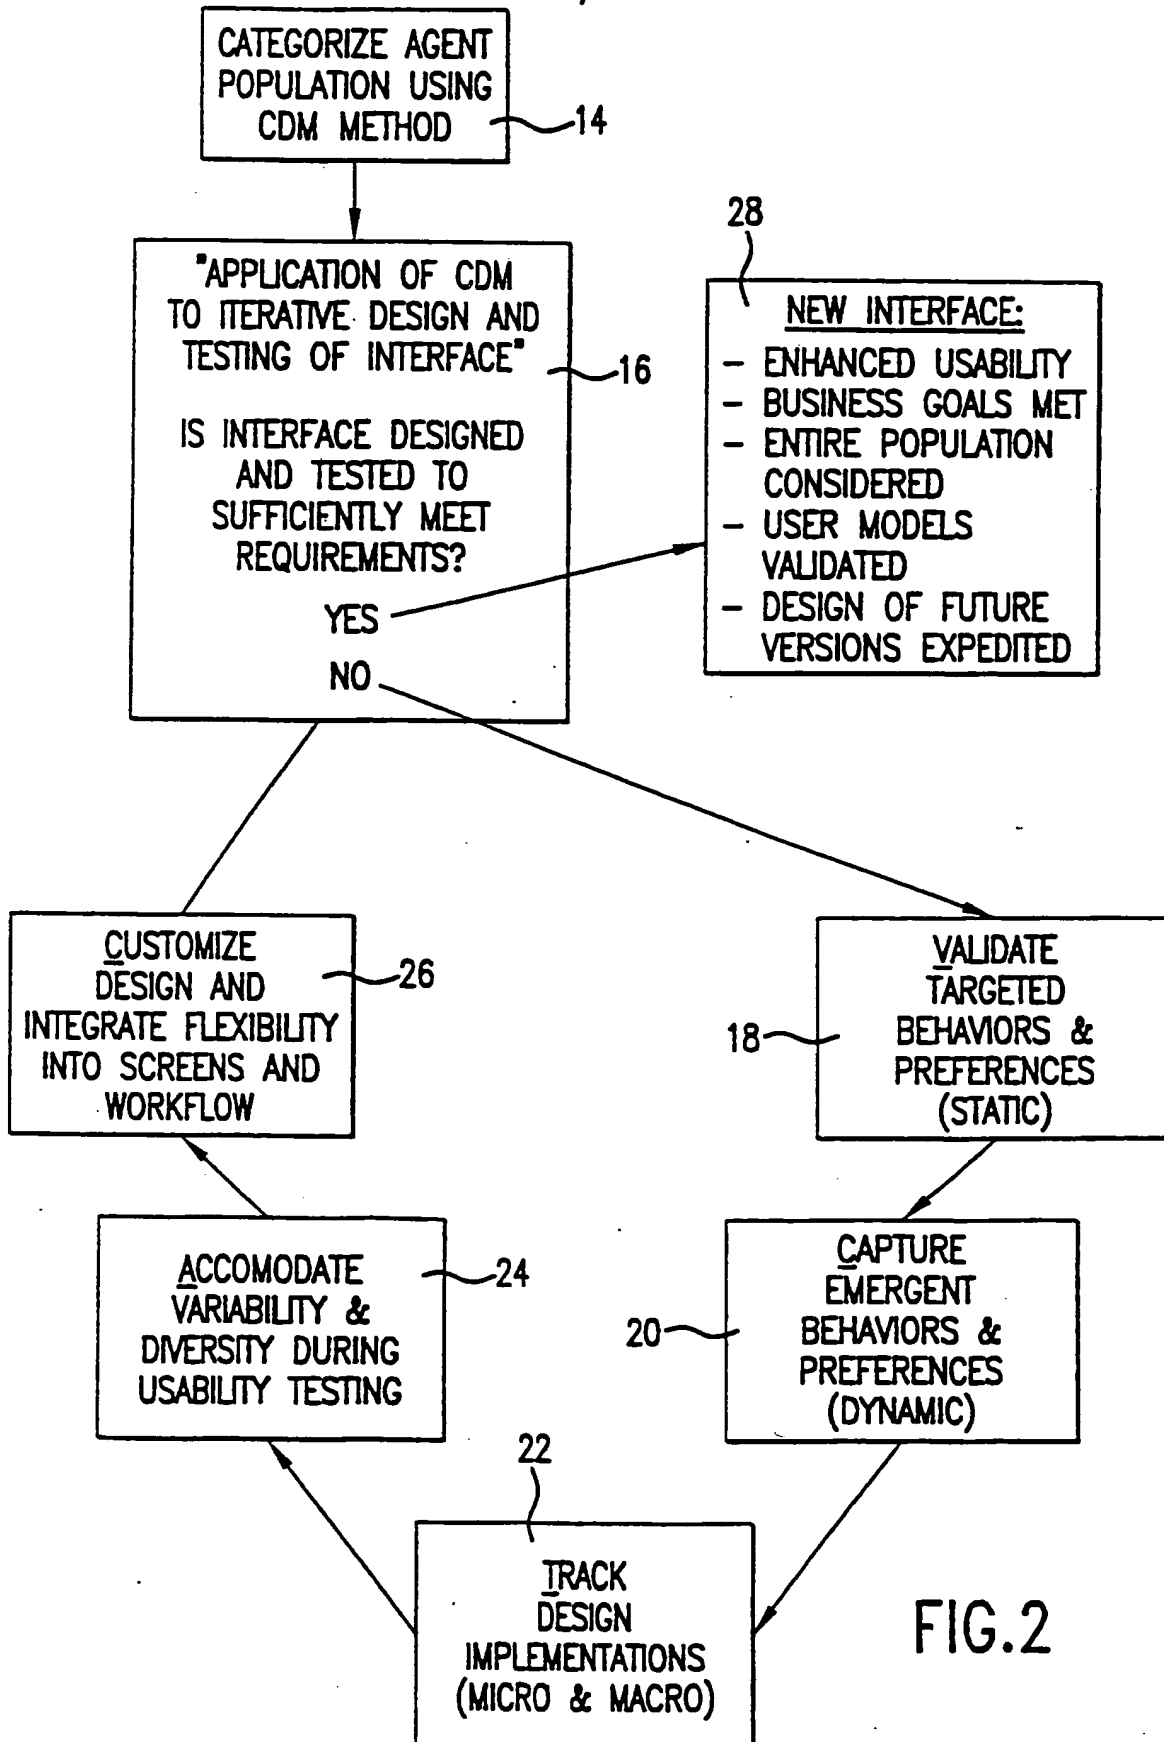 CATEGORIZE AGENT
POPULATION USING
CDM METHOD
14
"APPLICATION OF CDM
TO ITERATIVE DESIGN AND
TESTING OF INTERFACE"
16
IS INTERFACE DESIGNED
AND TESTED TO
SUFFICIENTLY MEET
REQUIREMENTS?
YES
NO
28
NEW INTERFACE:
- ENHANCED USABILITY
- BUSINESS GOALS MET
- ENTIRE POPULATION
CONSIDERED
- USER MODELS
VALIDATED
- DESIGN OF FUTURE
VERSIONS EXPEDITED
VALIDATE
TARGETED
BEHAVIORS &
PREFERENCES
(STATIC)
18
CAPTURE
EMERGENT
BEHAVIORS &
PREFERENCES
(DYNAMIC)
20
22
TRACK
DESIGN
IMPLEMENTATIONS
(MICRO & MACRO)
ACCOMODATE
VARIABILITY &
DIVERSITY DURING
USABILITY TESTING
24
CUSTOMIZE
DESIGN AND
INTEGRATE FLEXIBILITY
INTO SCREENS AND
WORKFLOW
26
FIG.2